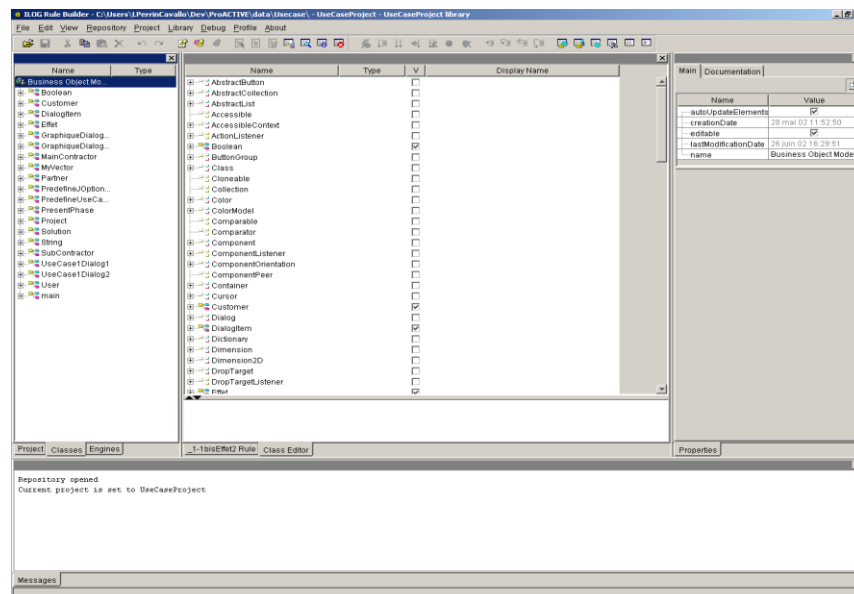 ILOG Rule Builder - C:\Users\LPerrinCavallo\Dev\ProACTIVE\data\Usecase\ - UseCaseProject - UseCaseProject library
File Edit View Repository Project Library Debug Profile About
Name Type
Business Object Mo...
Boolean
Customer
DialogItem
Effet
GraphiqueDialog...
GraphiqueDialog...
MainContractor
MyVector
Partner
PredefineJOption...
PredefineUseCa...
PresentPhase
Project
Solution
String
SubContractor
UseCase1Dialog1
UseCase1Dialog2
User
main
Project Classes Engines
Name Type V Display Name
AbstractButton
AbstractCollection
AbstractList
Accessible
AccessibleContext
ActionListener
Boolean
ButtonGroup
Class
Cloneable
Collection
Color
ColorModel
Comparable
Comparator
Component
ComponentListener
ComponentOrientation
ComponentPeer
Container
Cursor
Customer
Dialog
DialogItem
Dictionary
Dimension
Dimension2D
DropTarget
DropTargetListener
Effet
_1-1bisEffet2 Rule Class Editor
Main Documentation
Name Value
autoUpdateElements
creationDate 28 mai 02 11:52:50
editable
lastModificationDate 26 juin 02 16:28:51
name Business Object Mode
Properties
Repository opened
Current project is set to UseCaseProject
Messages